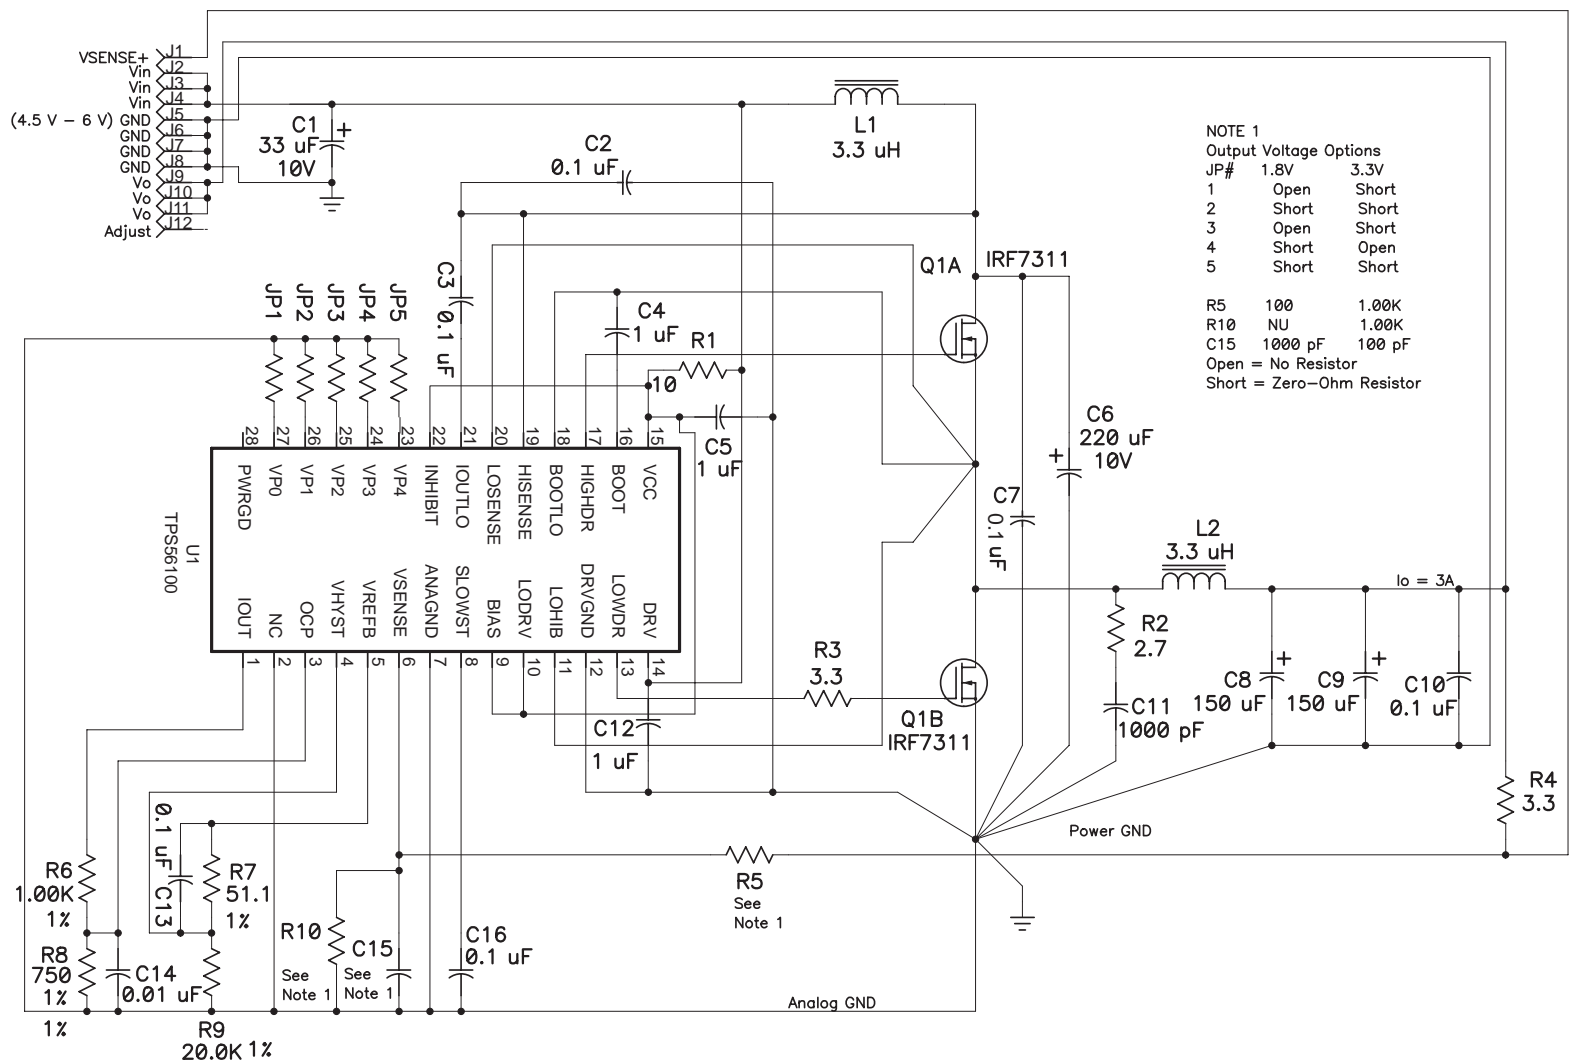 VSENSE+ J1
Vin J2
Vin J3
Vin J4
(4.5 V – 6 V) GND J5
GND J6
GND J7
GND J8
Vo J9
Vo J10
Vo J11
Adjust J12
C1
33 uF
10V
C2
0.1 uF
L1
3.3 uH
NOTE 1
Output Voltage Options
JP# 1.8V 3.3V
1 Open Short
2 Short Short
3 Open Short
4 Short Open
5 Short Short
R5 100 1.00K
R10 NU 1.00K
C15 1000 pF 100 pF
Open = No Resistor
Short = Zero–Ohm Resistor
Q1A IRF7311
JP1
JP2
JP3
JP4
JP5
C3
0.1 uF
C4
1 uF
R1
10
C5
1 uF
C6
220 uF
10V
C7
0.1 uF
28 27 26 25 24 23 22 21 20 19 18 17 16 15
PWRGD
VP0
VP1
VP2
VP3
VP4
INHIBIT
IOUTLO
LOSENSE
HISENSE
BOOTLO
HIGHDR
BOOT
VCC
U1
TPS56100
IOUT
NC
OCP
VHYST
VREFB
VSENSE
ANAGND
SLOWST
BIAS
LODRV
LOHIB
DRVGND
LOWDR
DRV
1 2 3 4 5 6 7 8 9 10 11 12 13 14
L2
3.3 uH
Io = 3A
R2
2.7
R3
3.3
C8
150 uF
C9
150 uF
C10
0.1 uF
C11
1000 pF
Q1B
IRF7311
C12
1 uF
R4
3.3
Power GND
0.1 uF
C13
R6
1.00K
1%
R7
51.1
1%
R5
See
Note 1
R8
750
1%
1%
C14
0.01 uF
R10
See
Note 1
C15
See
Note 1
C16
0.1 uF
Analog GND
R9
20.0K 1%